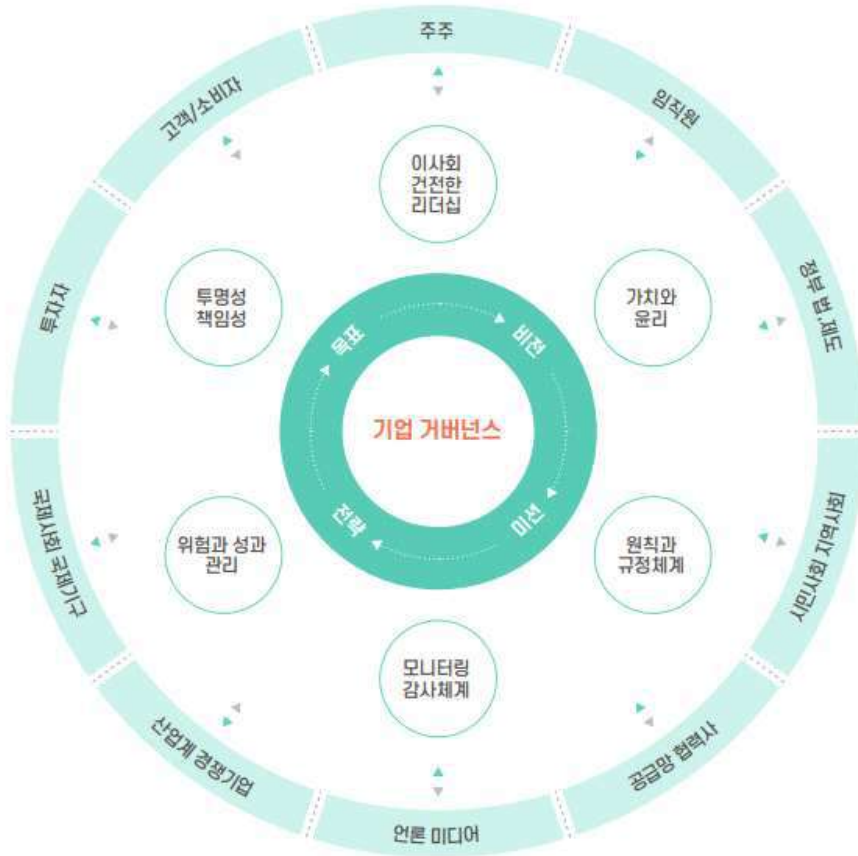 주주
임직원
정부 법.제도
시민사회 지역사회
공급망 협력사
언론 미디어
산업계 경쟁기업
국제사회 국제기구
투자자
고객/소비자
이사회
건전한
리더십
가치와
윤리
원칙과
규정체계
모니터링
감사체계
위험과 성과
관리
투명성
책임성
목표
비전
미션
전략
기업 거버넌스